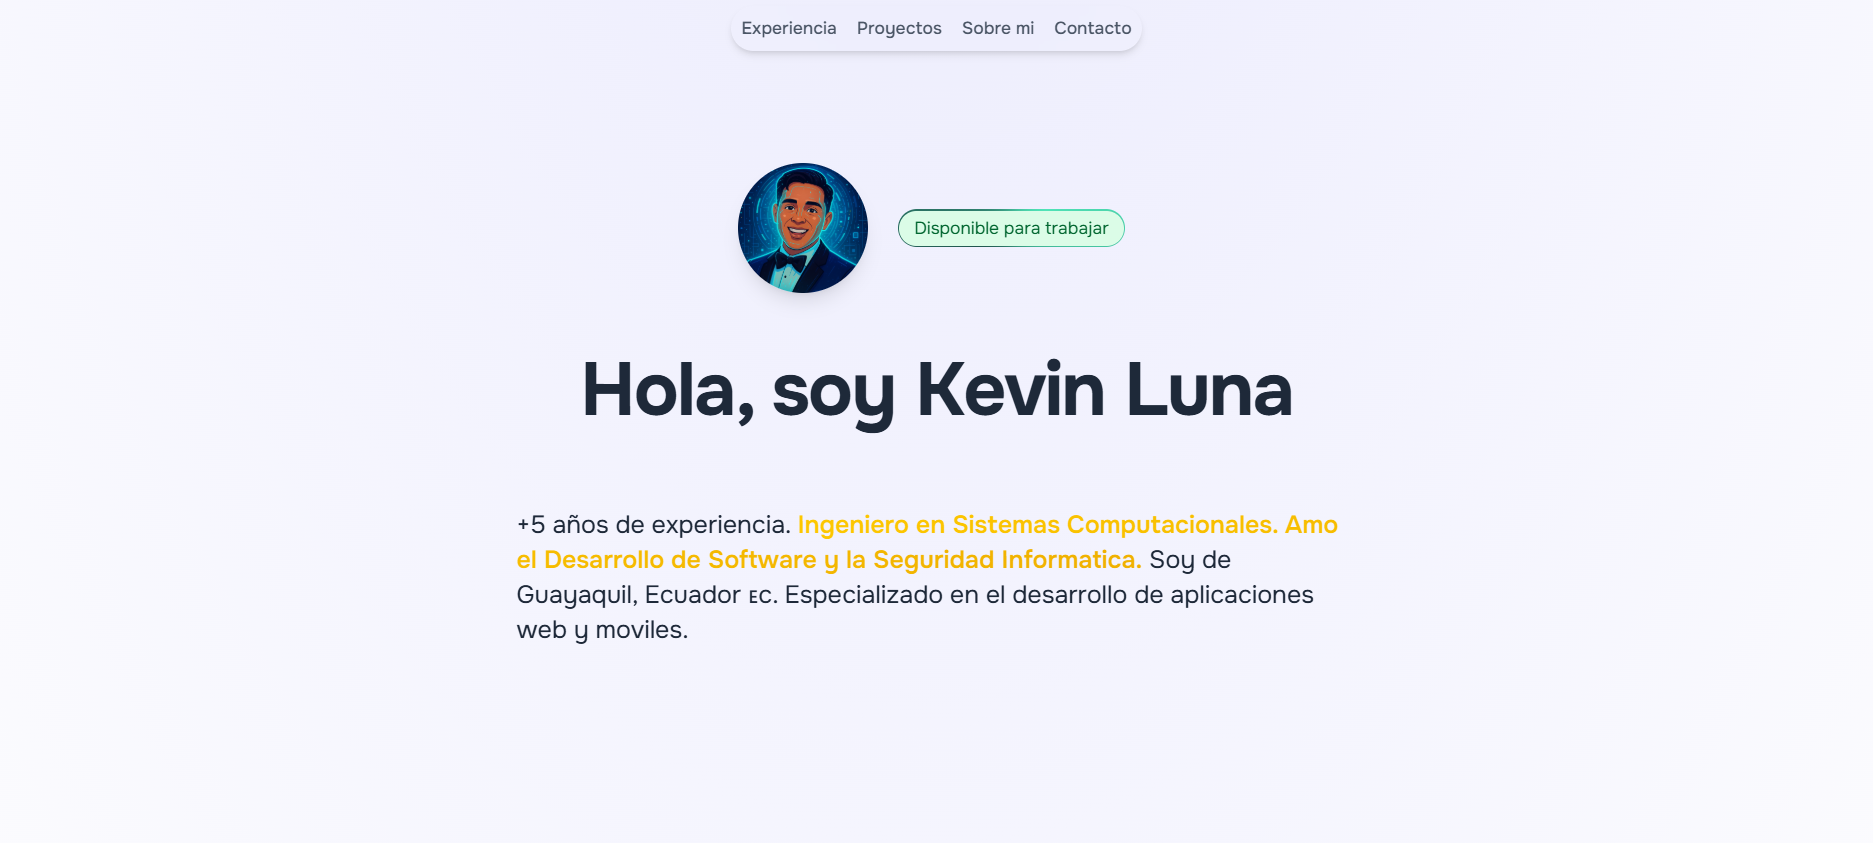 Experiencia Proyectos Sobre mi Contacto
Disponible para trabajar
Hola, soy Kevin Luna
+5 años de experiencia. Ingeniero en Sistemas Computacionales. Amo
el Desarrollo de Software y la Seguridad Informatica. Soy de
Guayaquil, Ecuador 🇪🇨. Especializado en el desarrollo de aplicaciones
web y moviles.